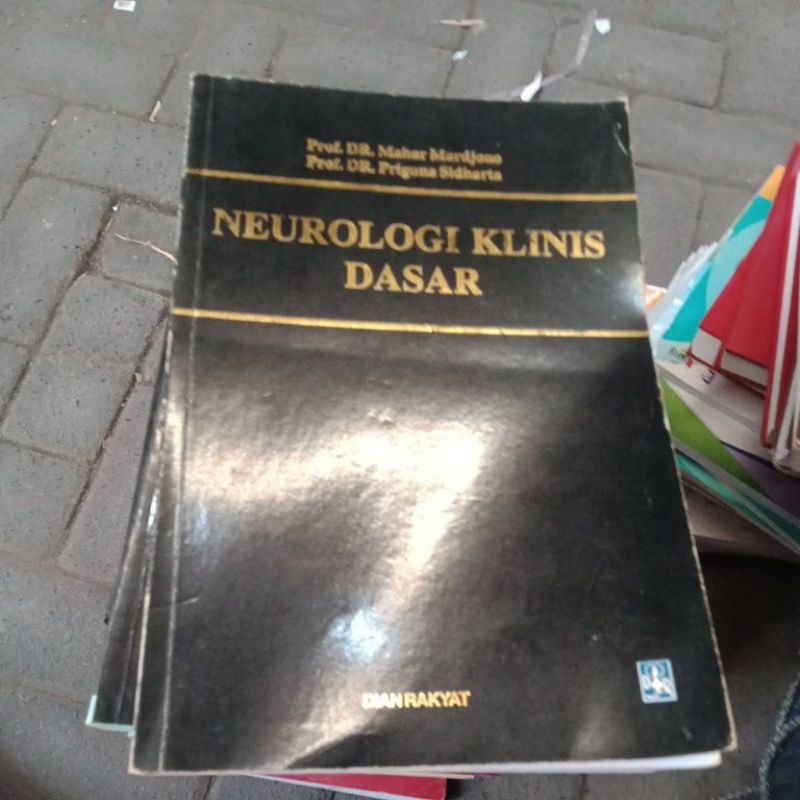 Prof. DR. Mahar Mardjono
Prof. DR. Priguna Sidharta
NEUROLOGI KLINIS
DASAR
DIAN RAKYAT